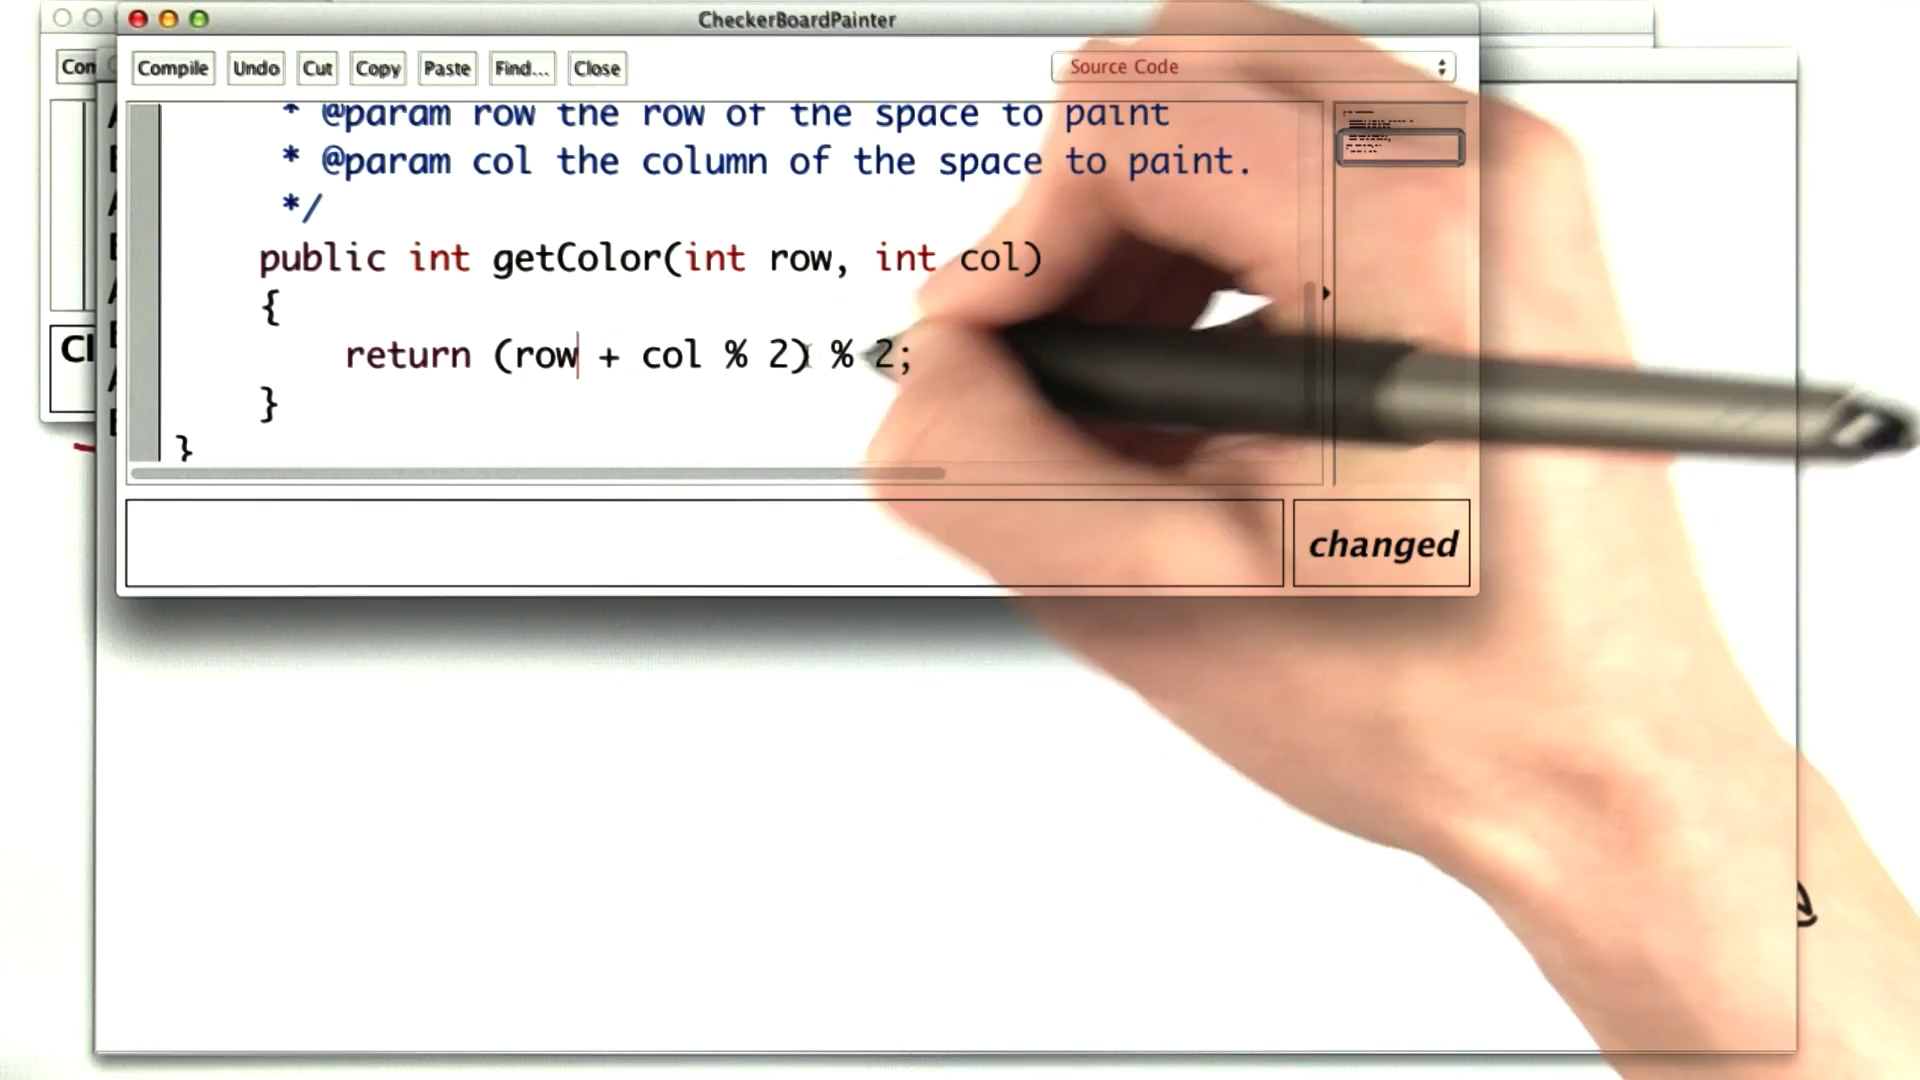 CheckerBoardPainter
Con
Compile Undo Cut Copy Paste Find... Close Source Code
* @param row the row of the space to paint
* @param col the column of the space to paint.
*/
public int getColor(int row, int col)
{
return (row + col % 2) % 2;
}
}
Cl
changed